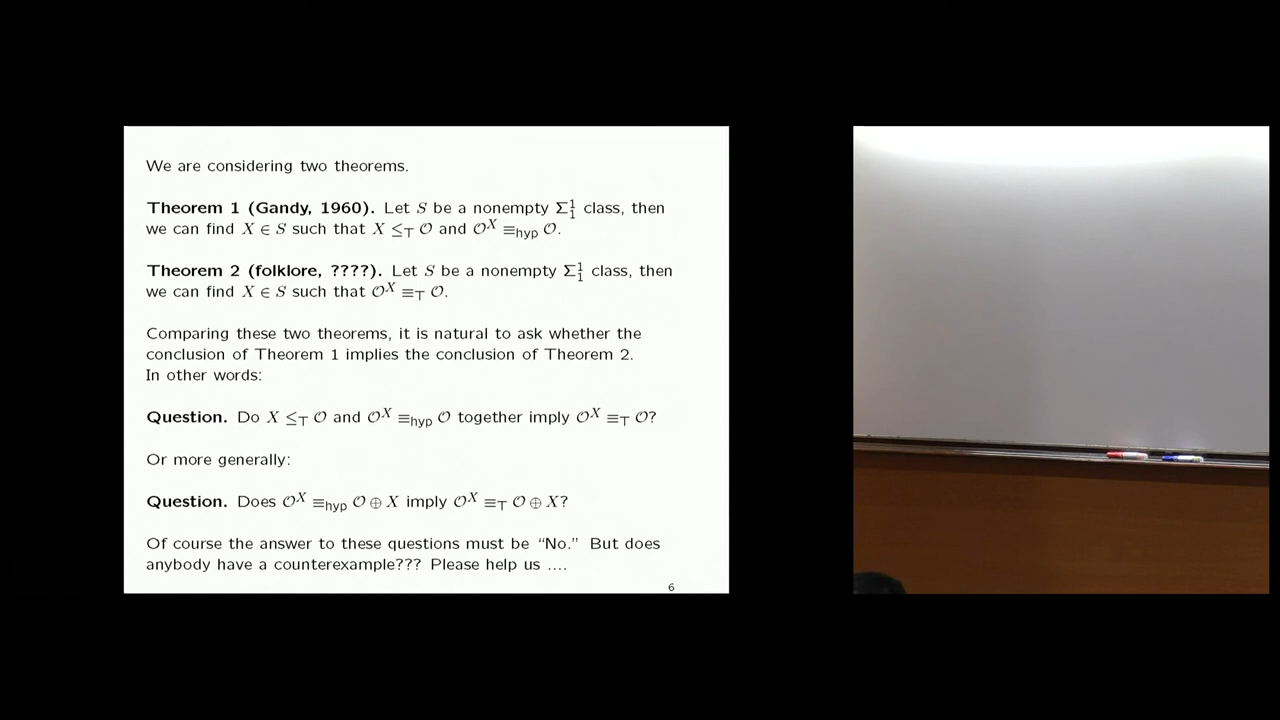 We are considering two theorems.
Theorem 1 (Gandy, 1960). Let S be a nonempty Σ¹₁ class, then
we can find X ∈ S such that X ≤_T 𝒪 and 𝒪^X ≡_hyp 𝒪.
Theorem 2 (folklore, ????). Let S be a nonempty Σ¹₁ class, then
we can find X ∈ S such that 𝒪^X ≡_T 𝒪.
Comparing these two theorems, it is natural to ask whether the
conclusion of Theorem 1 implies the conclusion of Theorem 2.
In other words:
Question. Do X ≤_T 𝒪 and 𝒪^X ≡_hyp 𝒪 together imply 𝒪^X ≡_T 𝒪?
Or more generally:
Question. Does 𝒪^X ≡_hyp 𝒪 ⊕ X imply 𝒪^X ≡_T 𝒪 ⊕ X?
Of course the answer to these questions must be “No.” But does
anybody have a counterexample??? Please help us ....
6